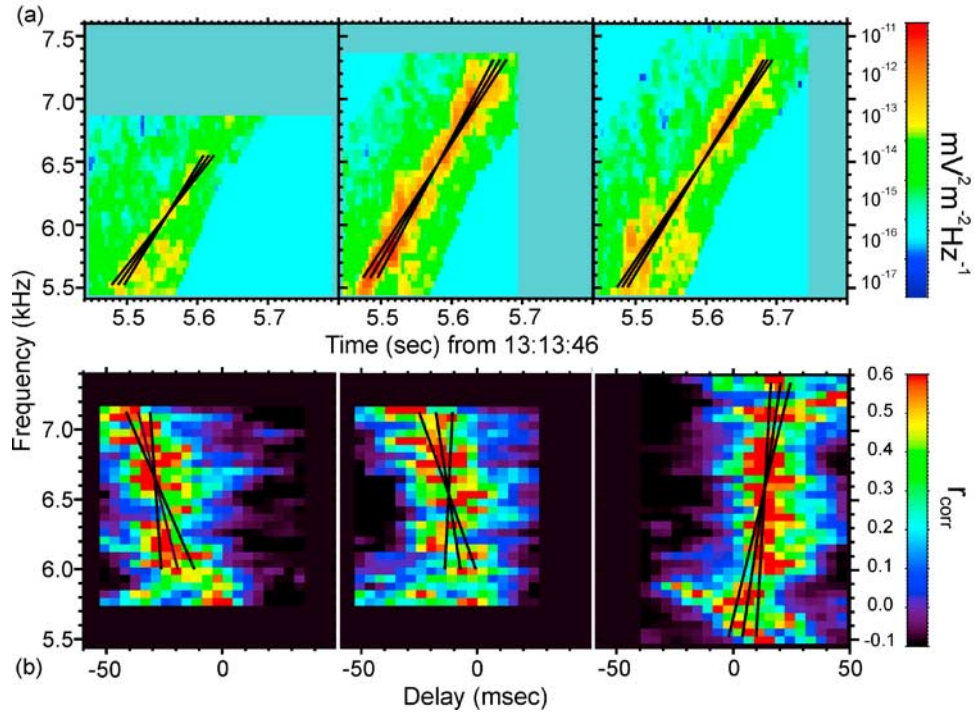 (a)
7.5
7.0
6.5
6.0
5.5
5.5 5.6 5.7 5.5 5.6 5.7 5.5 5.6 5.7
Time (sec) from 13:13:46
10⁻¹¹
10⁻¹²
10⁻¹³
10⁻¹⁴
10⁻¹⁵
10⁻¹⁶
10⁻¹⁷
mV²m⁻²Hz⁻¹
Frequency (kHz)
7.0
6.5
6.0
5.5
-50 0 -50 0 -50 0 50
(b)
Delay (msec)
0.6
0.5
0.4
0.3
0.2
0.1
0.0
-0.1
r_corr